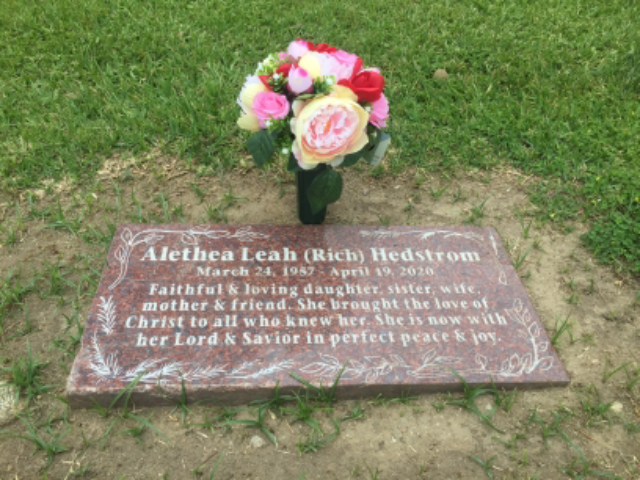 Alethea Leah (Rich) Hedstrom
March 24, 1987 - April 19, 2020
Faithful & loving daughter, sister, wife,
mother & friend. She brought the love of
Christ to all who knew her. She is now with
her Lord & Savior in perfect peace & joy.